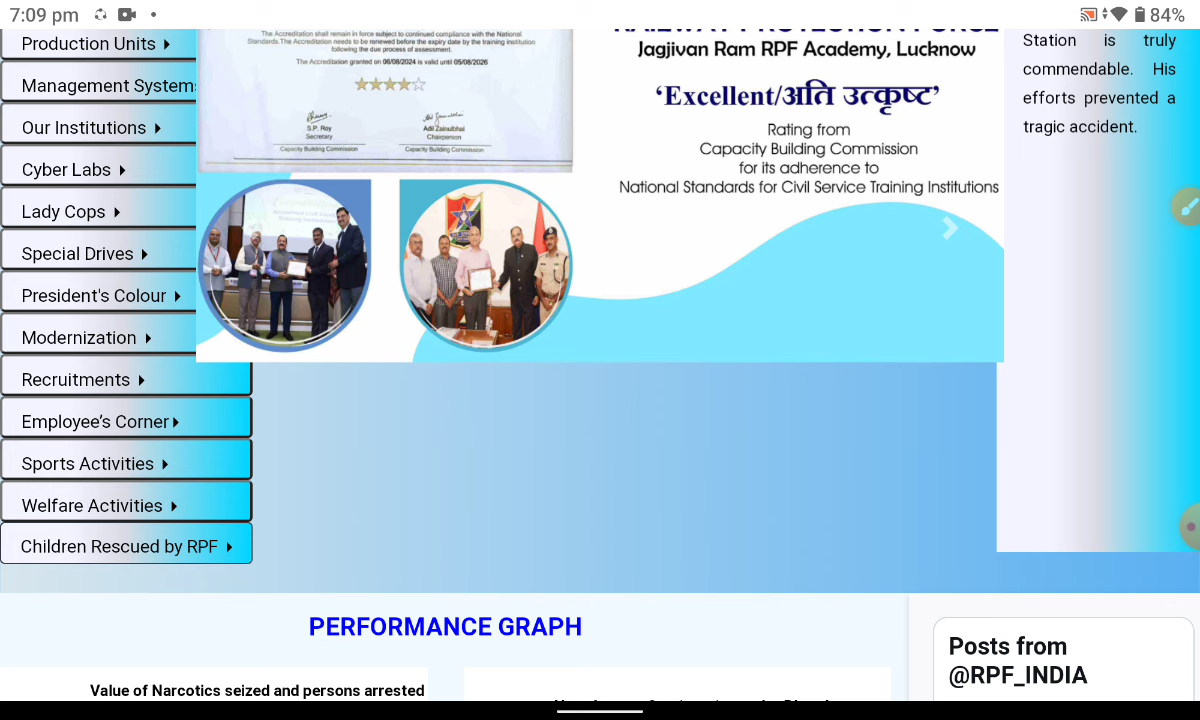 7:09 pm
84%
Production Units
Management Systems
Our Institutions
Cyber Labs
Lady Cops
Special Drives
President's Colour
Modernization
Recruitments
Employee’s Corner
Sports Activities
Welfare Activities
Children Rescued by RPF
The Accreditation shall remain in force subject to continued compliance with the National
Standards.The Accreditation needs to be renewed before the expiry date by the training institution
following the due process of assessment.
The Accreditation granted on 06/08/2024 is valid until 05/08/2026
S.P. Roy
Secretary
Capacity Building Commission
Adil Zainulbhai
Chairperson
Capacity Building Commission
RAILWAY PROTECTION FORCE
Jagjivan Ram RPF Academy, Lucknow
‘Excellent/अति उत्कृष्ट’
Rating from
Capacity Building Commission
for its adherence to
National Standards for Civil Service Training Institutions
Station is truly
commendable. His
efforts prevented a
tragic accident.
PERFORMANCE GRAPH
Value of Narcotics seized and persons arrested
Posts from
@RPF_INDIA